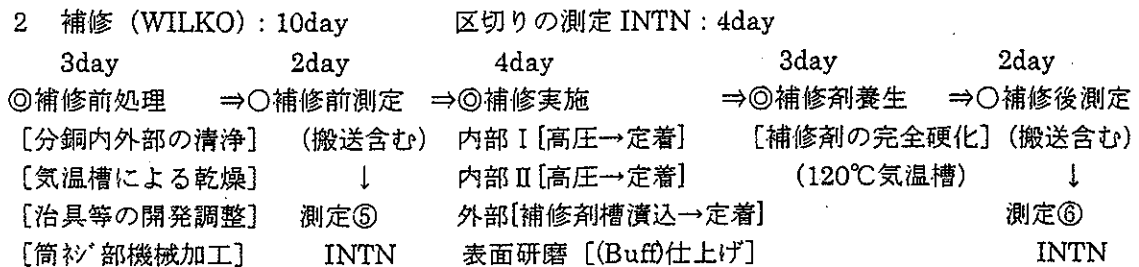 2 補修（WILKO）: 10day 区切りの測定 INTN : 4day
3day 2day 4day 3day 2day
◎補修前処理 ⇒○補修前測定 ⇒◎補修実施 ⇒◎補修剤養生 ⇒○補修後測定
［分銅内外部の清浄］ (搬送含む) 内部Ⅰ[高圧→定着] ［補修剤の完全硬化］ (搬送含む)
［気温槽による乾燥］ ↓ 内部Ⅱ[高圧→定着] (120℃気温槽) ↓
［治具等の開発調整］ 測定⑤ 外部[補修剤槽漬込→定着] 測定⑥
［筒ネジ部機械加工］ INTN 表面研磨 [(Buff)仕上げ] INTN